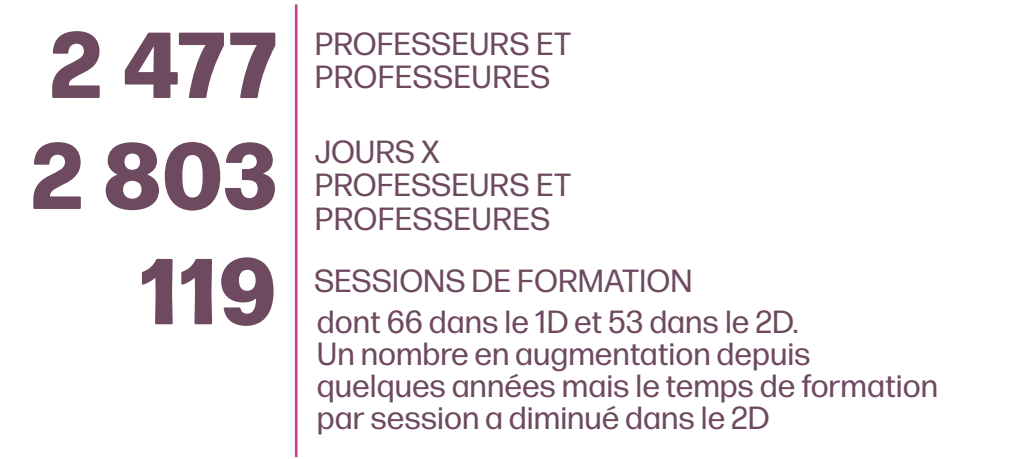 2 477
PROFESSEURS ET
PROFESSEURES
2 803
JOURS X
PROFESSEURS ET
PROFESSEURES
119
SESSIONS DE FORMATION
dont 66 dans le 1D et 53 dans le 2D.
Un nombre en augmentation depuis
quelques années mais le temps de formation
par session a diminué dans le 2D